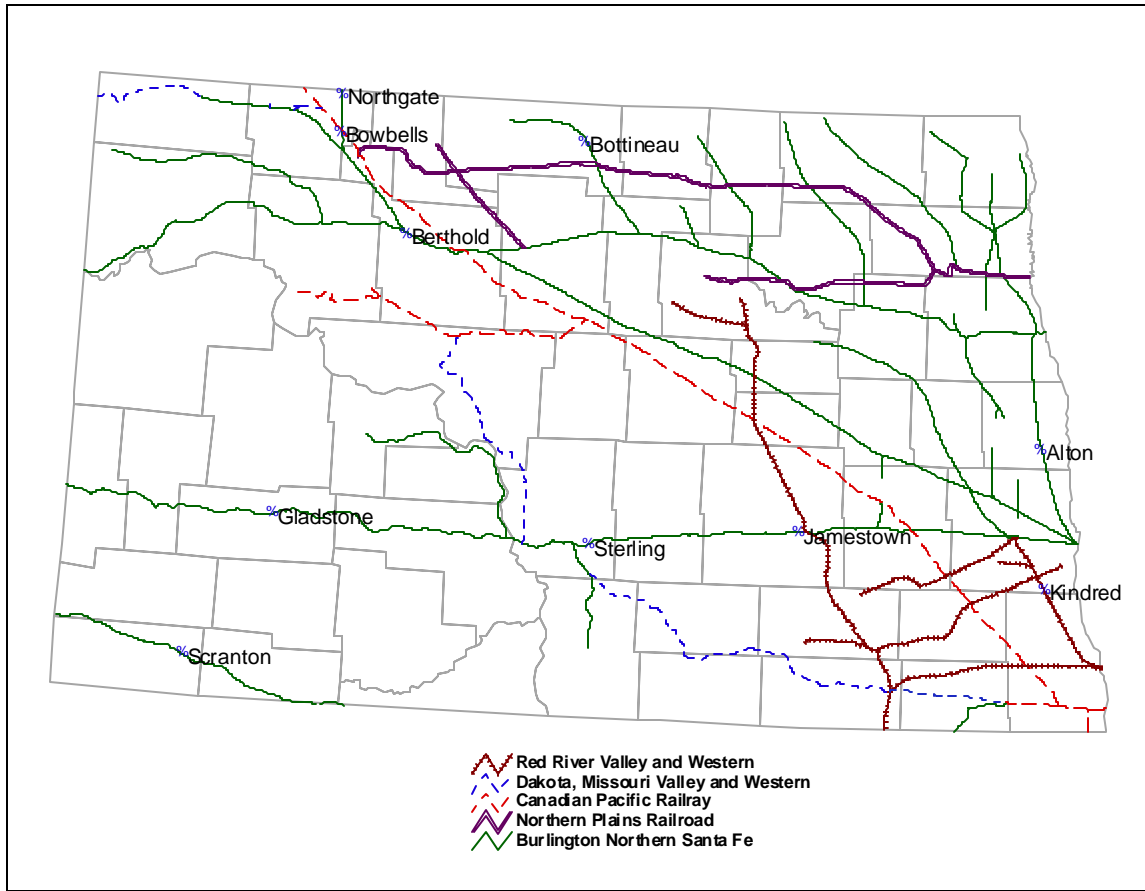 %Northgate
%Bowbells
%Bottineau
%Berthold
%Alton
%Gladstone
%Jamestown
%Sterling
%Kindred
%Scranton
Red River Valley and Western
Dakota, Missouri Valley and Western
Canadian Pacific Railray
Northern Plains Railroad
Burlington Northern Santa Fe